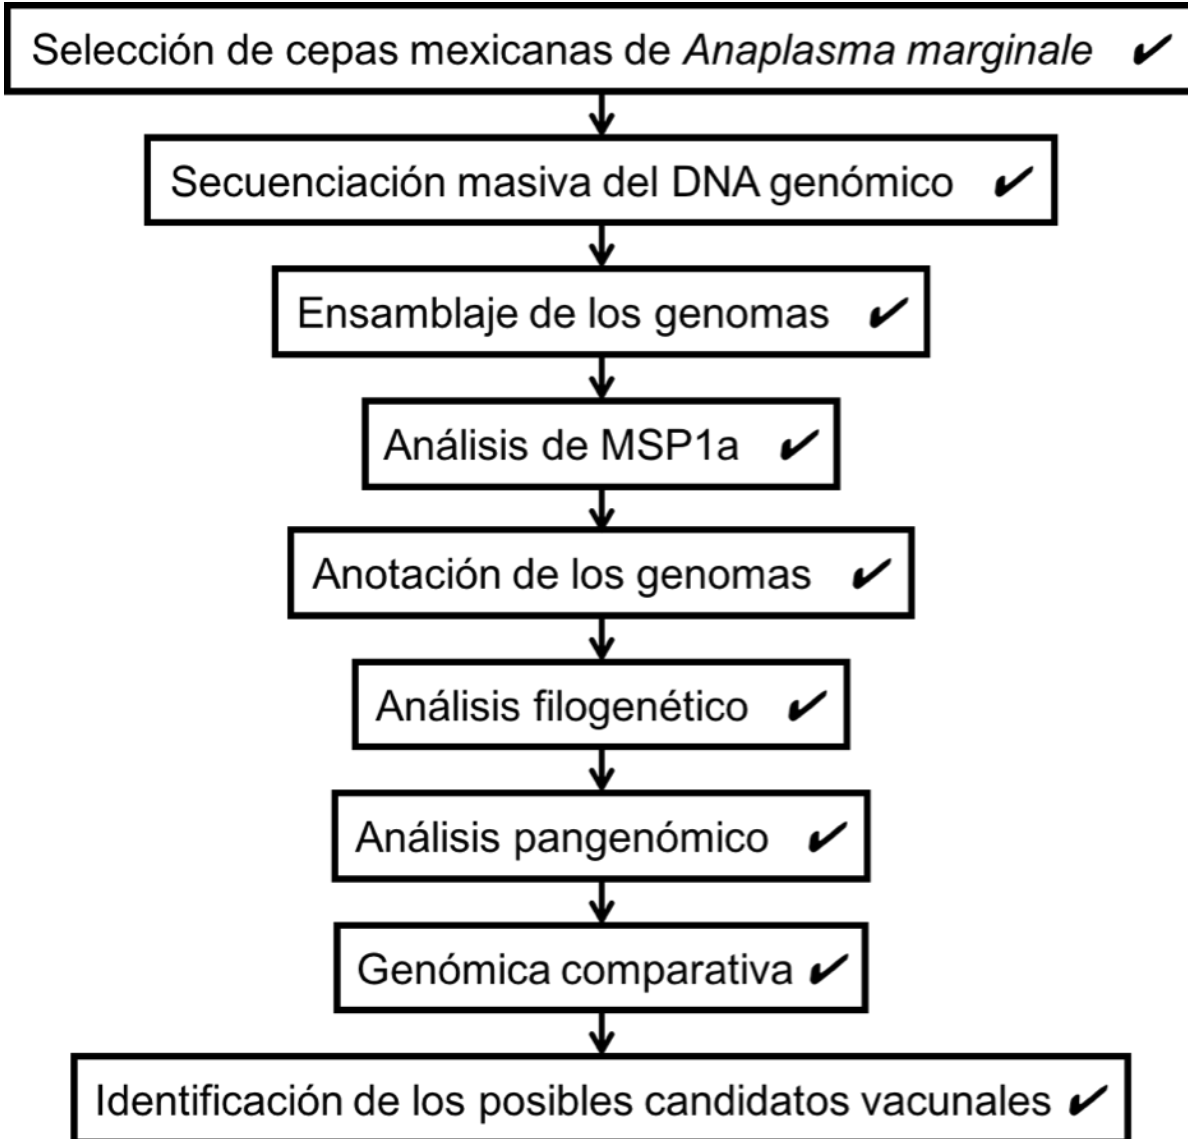 Selección de cepas mexicanas de Anaplasma marginale ✔
Secuenciación masiva del DNA genómico ✔
Ensamblaje de los genomas ✔
Análisis de MSP1a ✔
Anotación de los genomas ✔
Análisis filogenético ✔
Análisis pangenómico ✔
Genómica comparativa ✔
Identificación de los posibles candidatos vacunales ✔